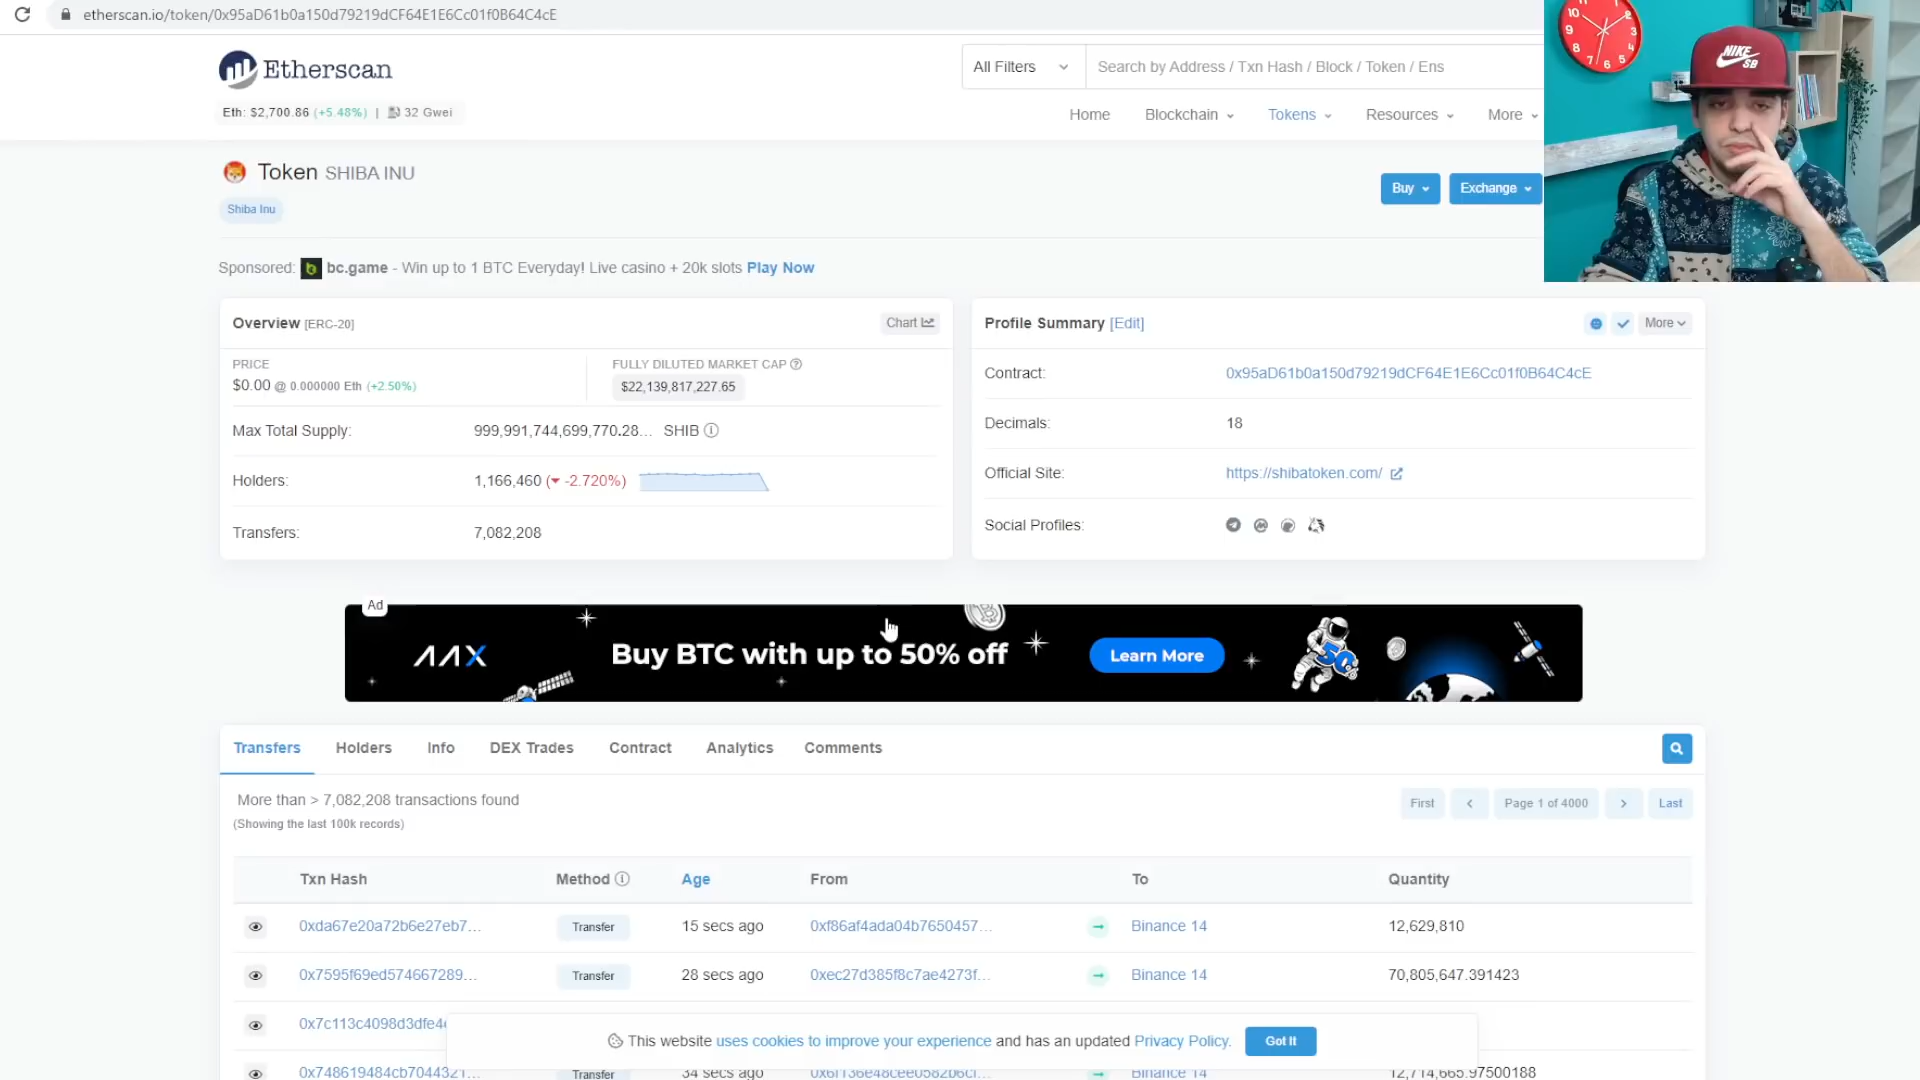 etherscan.io/token/0x95aD61b0a150d79219dCF64E1E6Cc01f0B64C4cE
Etherscan
All Filters
Search by Address / Txn Hash / Block / Token / Ens
Eth: $2,700.86 (+5.48%) | 32 Gwei
Home Blockchain Tokens Resources More
NIKE SB
Token SHIBA INU
Shiba Inu
Buy Exchange
Sponsored: bc.game - Win up to 1 BTC Everyday! Live casino + 20k slots Play Now
Overview [ERC-20]
Chart
PRICE
$0.00 @ 0.000000 Eth (+2.50%)
FULLY DILUTED MARKET CAP
$22,139,817,227.65
Max Total Supply: 999,991,744,699,770.28... SHIB
Holders: 1,166,460 (-2.720%)
Transfers: 7,082,208
Profile Summary [Edit]
More
Contract: 0x95aD61b0a150d79219dCF64E1E6Cc01f0B64C4cE
Decimals: 18
Official Site: https://shibatoken.com/
Social Profiles:
Ad
AAX
Buy BTC with up to 50% off
Learn More
Transfers Holders Info DEX Trades Contract Analytics Comments
More than > 7,082,208 transactions found
(Showing the last 100k records)
First Page 1 of 4000 Last
Txn Hash Method Age From To Quantity
0xda67e20a72b6e27eb7... Transfer 15 secs ago 0xf86af4ada04b7650457... Binance 14 12,629,810
0x7595f69ed574667289... Transfer 28 secs ago 0xec27d385f8c7ae4273f... Binance 14 70,805,647.391423
0x7c113c4098d3dfe4
This website uses cookies to improve your experience and has an updated Privacy Policy.
Got It
0x748619484cb7044321... Transfer 34 secs ago Binance 14 12,714,665.97500188